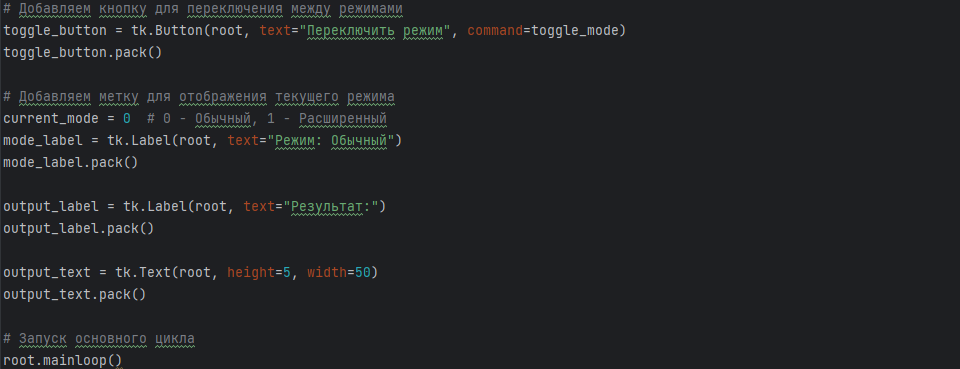 # Добавляем кнопку для переключения между режимами
toggle_button = tk.Button(root, text="Переключить режим", command=toggle_mode)
toggle_button.pack()
# Добавляем метку для отображения текущего режима
current_mode = 0  # 0 - Обычный, 1 - Расширенный
mode_label = tk.Label(root, text="Режим: Обычный")
mode_label.pack()
output_label = tk.Label(root, text="Результат:")
output_label.pack()
output_text = tk.Text(root, height=5, width=50)
output_text.pack()
# Запуск основного цикла
root.mainloop()